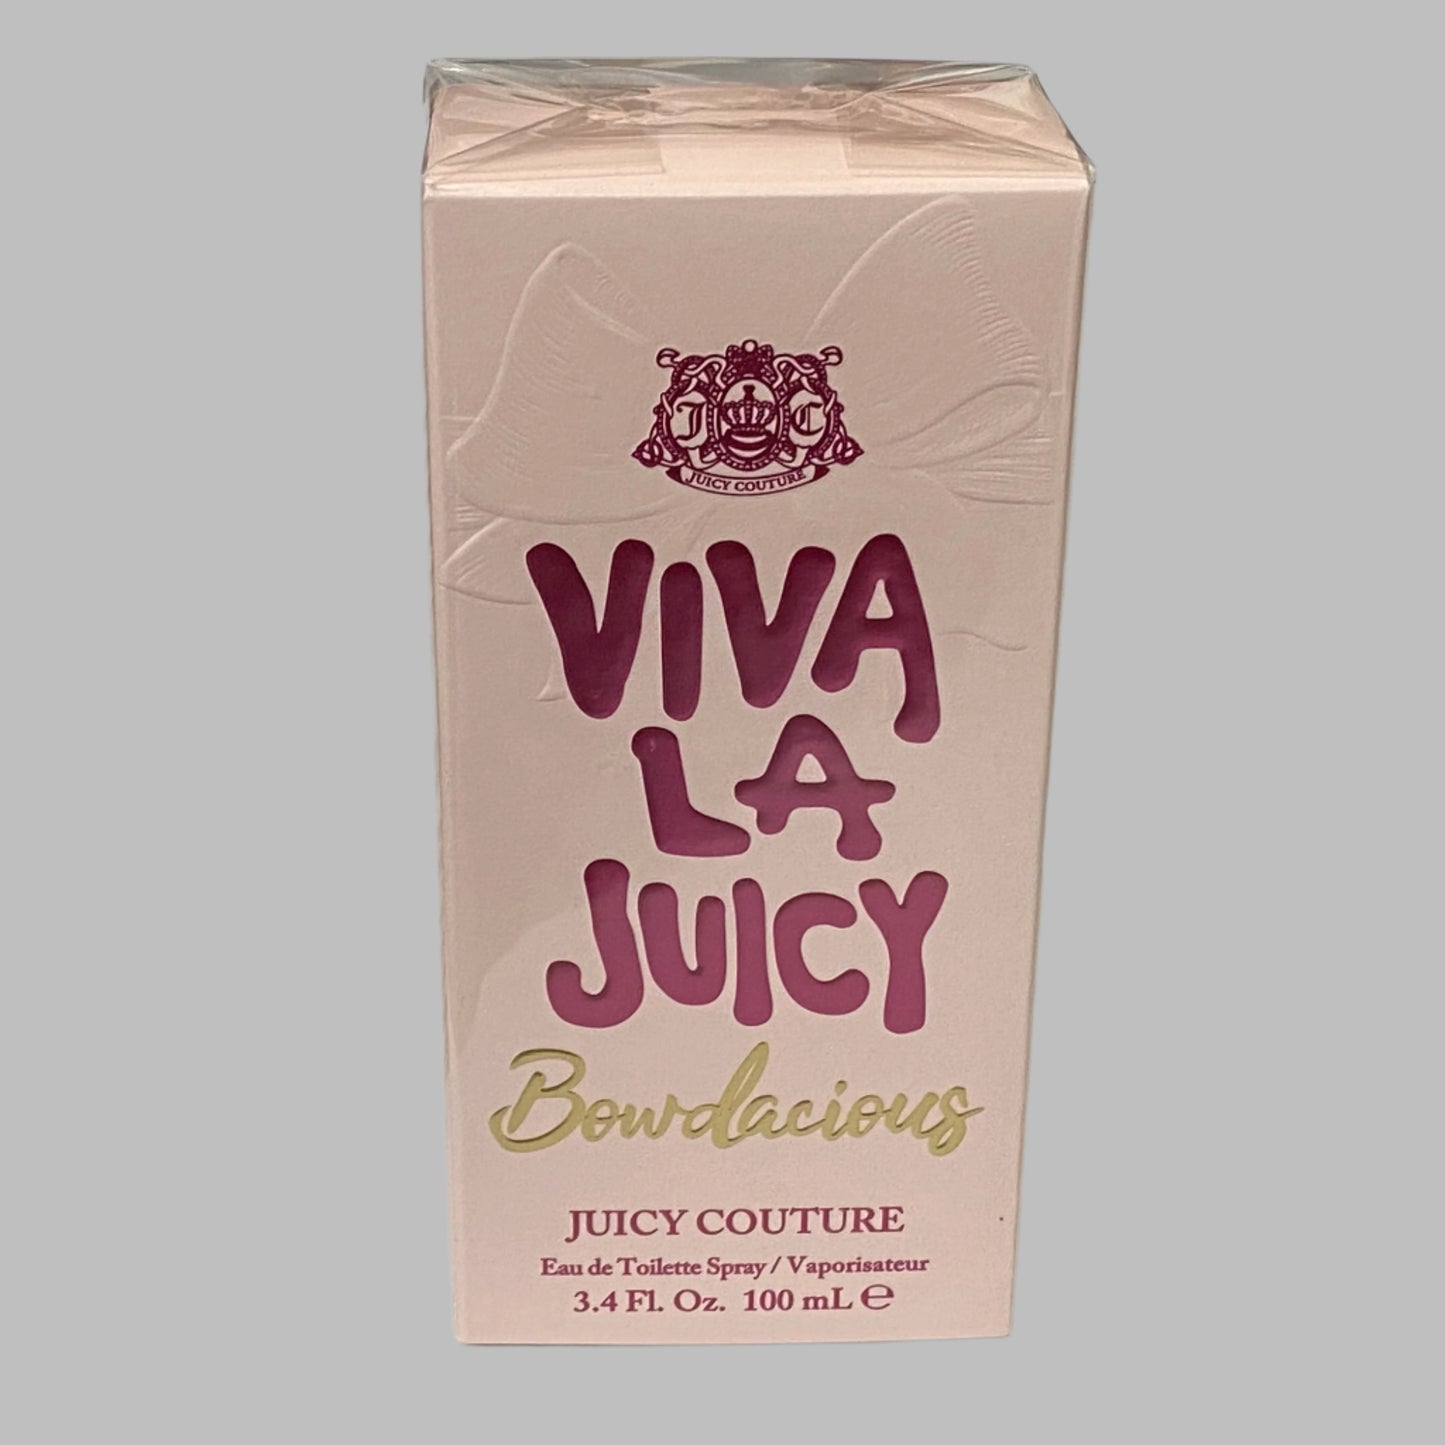 J C
JUICY COUTURE
VIVA
LA
JUICY
Bowdacious
JUICY COUTURE
Eau de Toilette Spray / Vaporisateur
3.4 Fl. Oz. 100 mL ℮